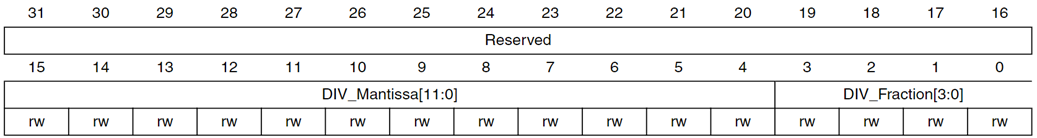 31 30 29 28 27 26 25 24 23 22 21 20 19 18 17 16
Reserved
15 14 13 12 11 10 9 8 7 6 5 4 3 2 1 0
DIV_Mantissa[11:0] DIV_Fraction[3:0]
rw rw rw rw rw rw rw rw rw rw rw rw rw rw rw rw